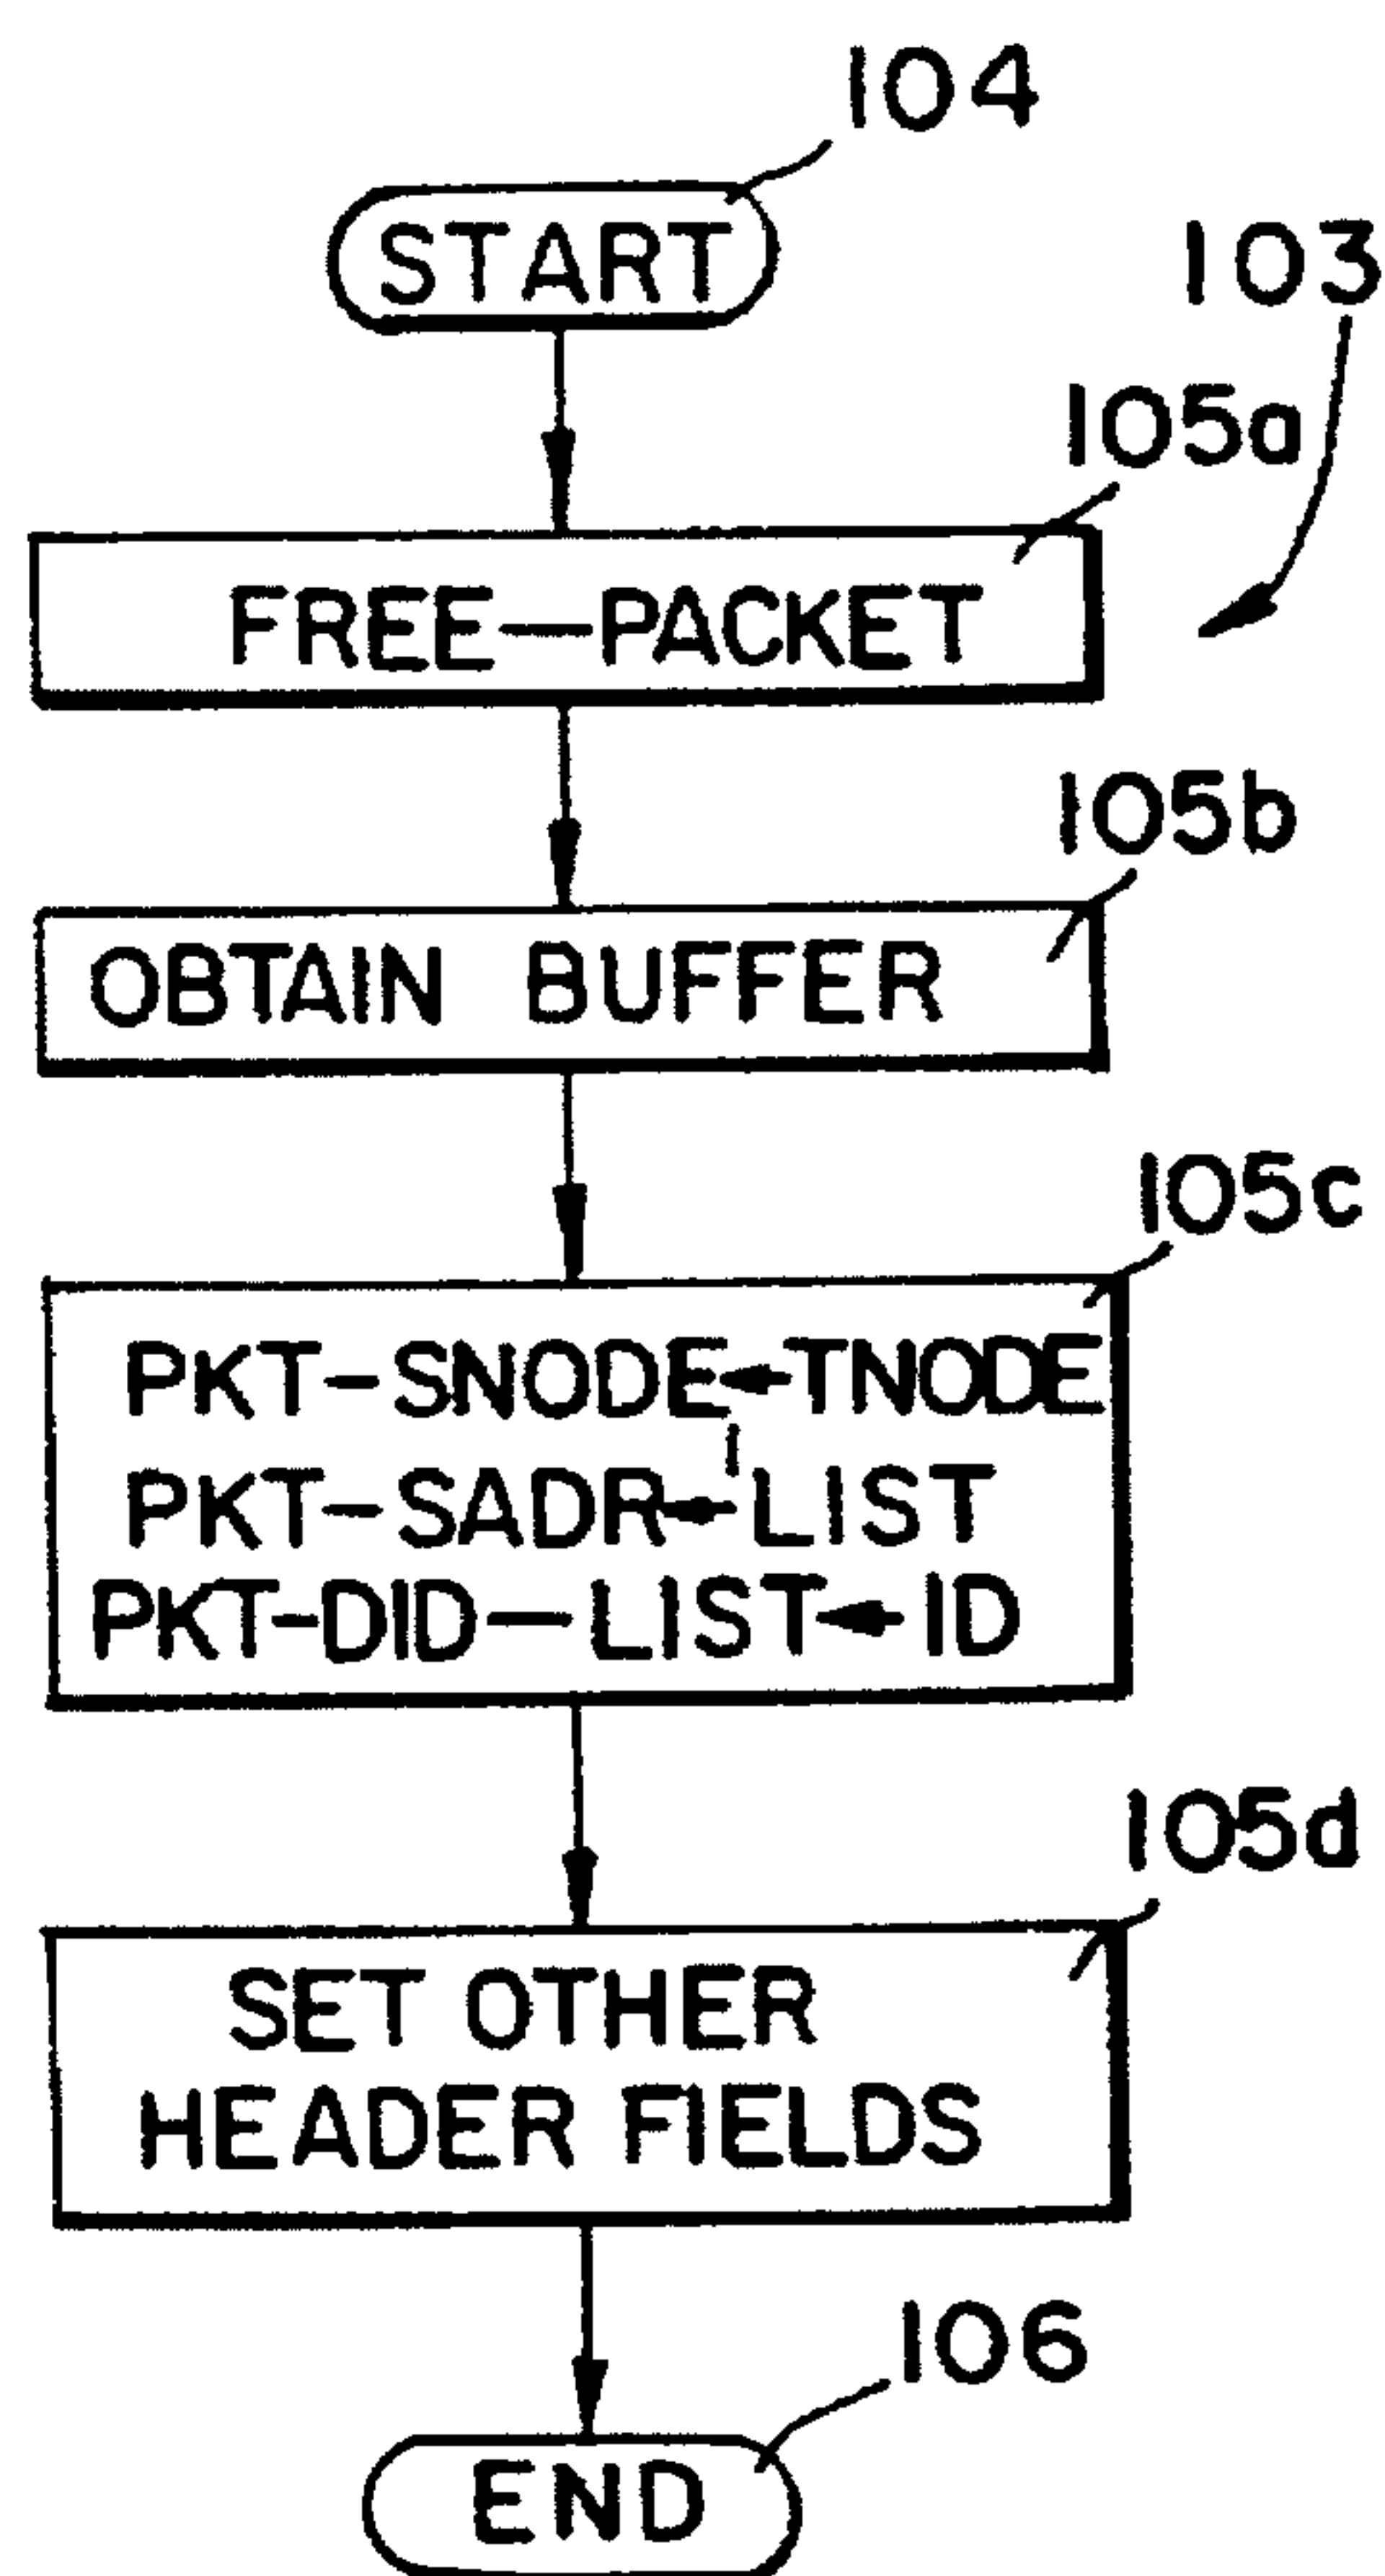 104
START
103
105a
FREE—PACKET
105b
OBTAIN BUFFER
105c
PKT-SNODE←TNODE
PKT-SADR←LIST
PKT-DID—LIST←ID
105d
SET OTHER
HEADER FIELDS
106
END